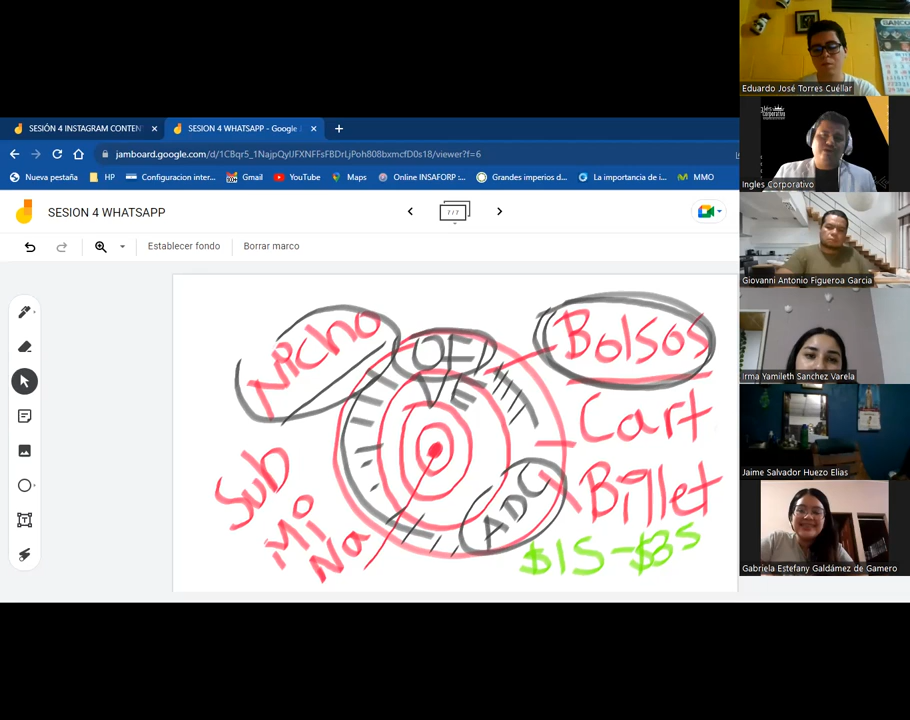 SESIÓN 4 INSTAGRAM CONTEN
SESION 4 WHATSAPP - Google
jamboard.google.com/d/1CBqr5_1NajpQyUFXNFFsFBDrLjPoh808bxmcfD0s18/viewer?f=6
Nueva pestaña
HP
Configuracion inter...
Gmail
YouTube
Maps
Online INSAFORP ...
Grandes imperios d...
La importancia de i...
MMO
SESION 4 WHATSAPP
7 / 7
Establecer fondo
Borrar marco
Nicho
Bolsos
Cart
Billet
$15-$35
Sub
Mi
Na
ADC
Eduardo José Torres Cuéllar
Ingles Corporativo
Giovanni Antonio Figueroa Garcia
Irma Yamileth Sanchez Varela
Jaime Salvador Huezo Elias
Gabriela Estefany Galdámez de Gamero